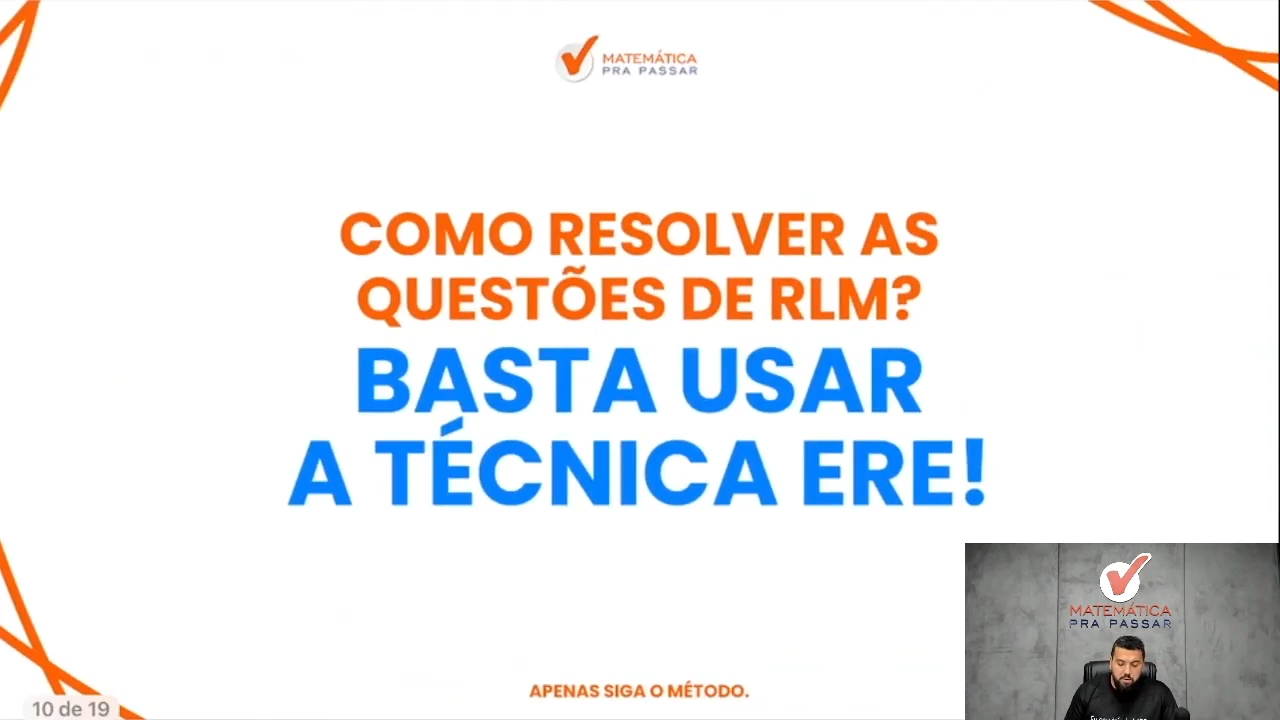 MATEMÁTICA
PRA PASSAR
COMO RESOLVER AS
QUESTÕES DE RLM?
BASTA USAR
A TÉCNICA ERE!
MATEMÁTICA
PRA PASSAR
APENAS SIGA O MÉTODO.
10 de 19